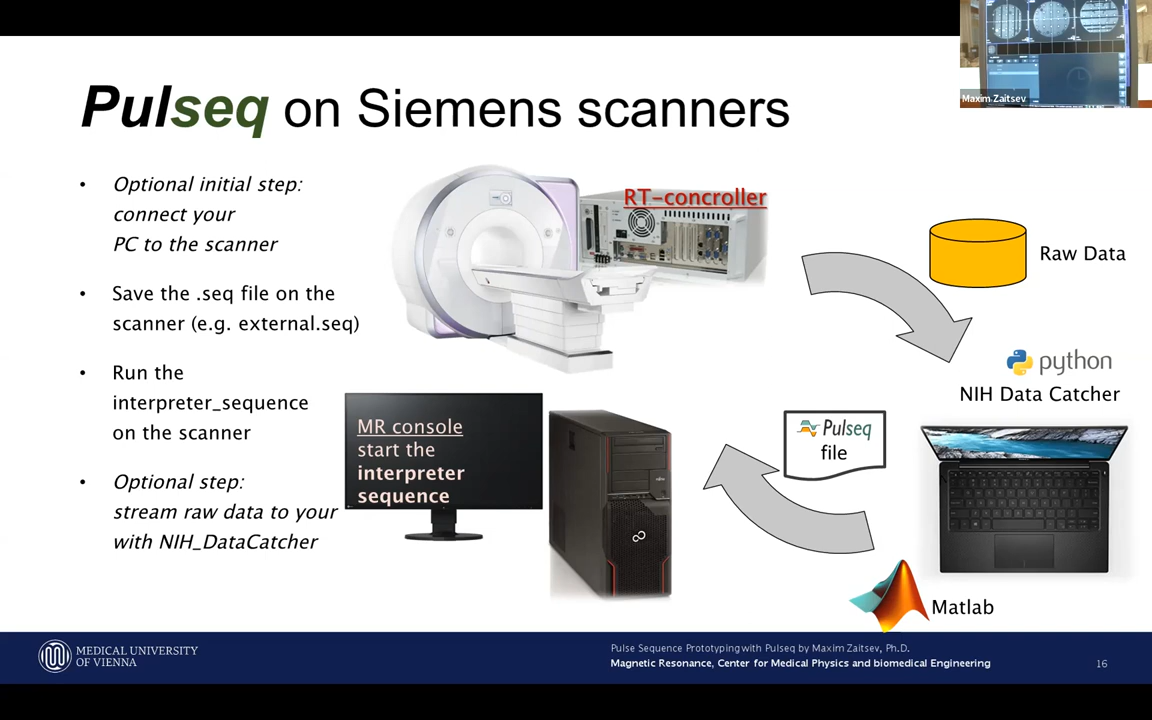 Maxim Zaitsev
Pulseq on Siemens scanners
• Optional initial step:
connect your
PC to the scanner
• Save the .seq file on the
scanner (e.g. external.seq)
• Run the
interpreter_sequence
on the scanner
• Optional step:
stream raw data to your
with NIH_DataCatcher
RT-concroller
Raw Data
python
NIH Data Catcher
MR console
start the
interpreter
sequence
Pulseq
file
Matlab
MEDICAL UNIVERSITY
OF VIENNA
Pulse Sequence Prototyping with Pulseq by Maxim Zaitsev, Ph.D.
Magnetic Resonance, Center for Medical Physics and biomedical Engineering
16